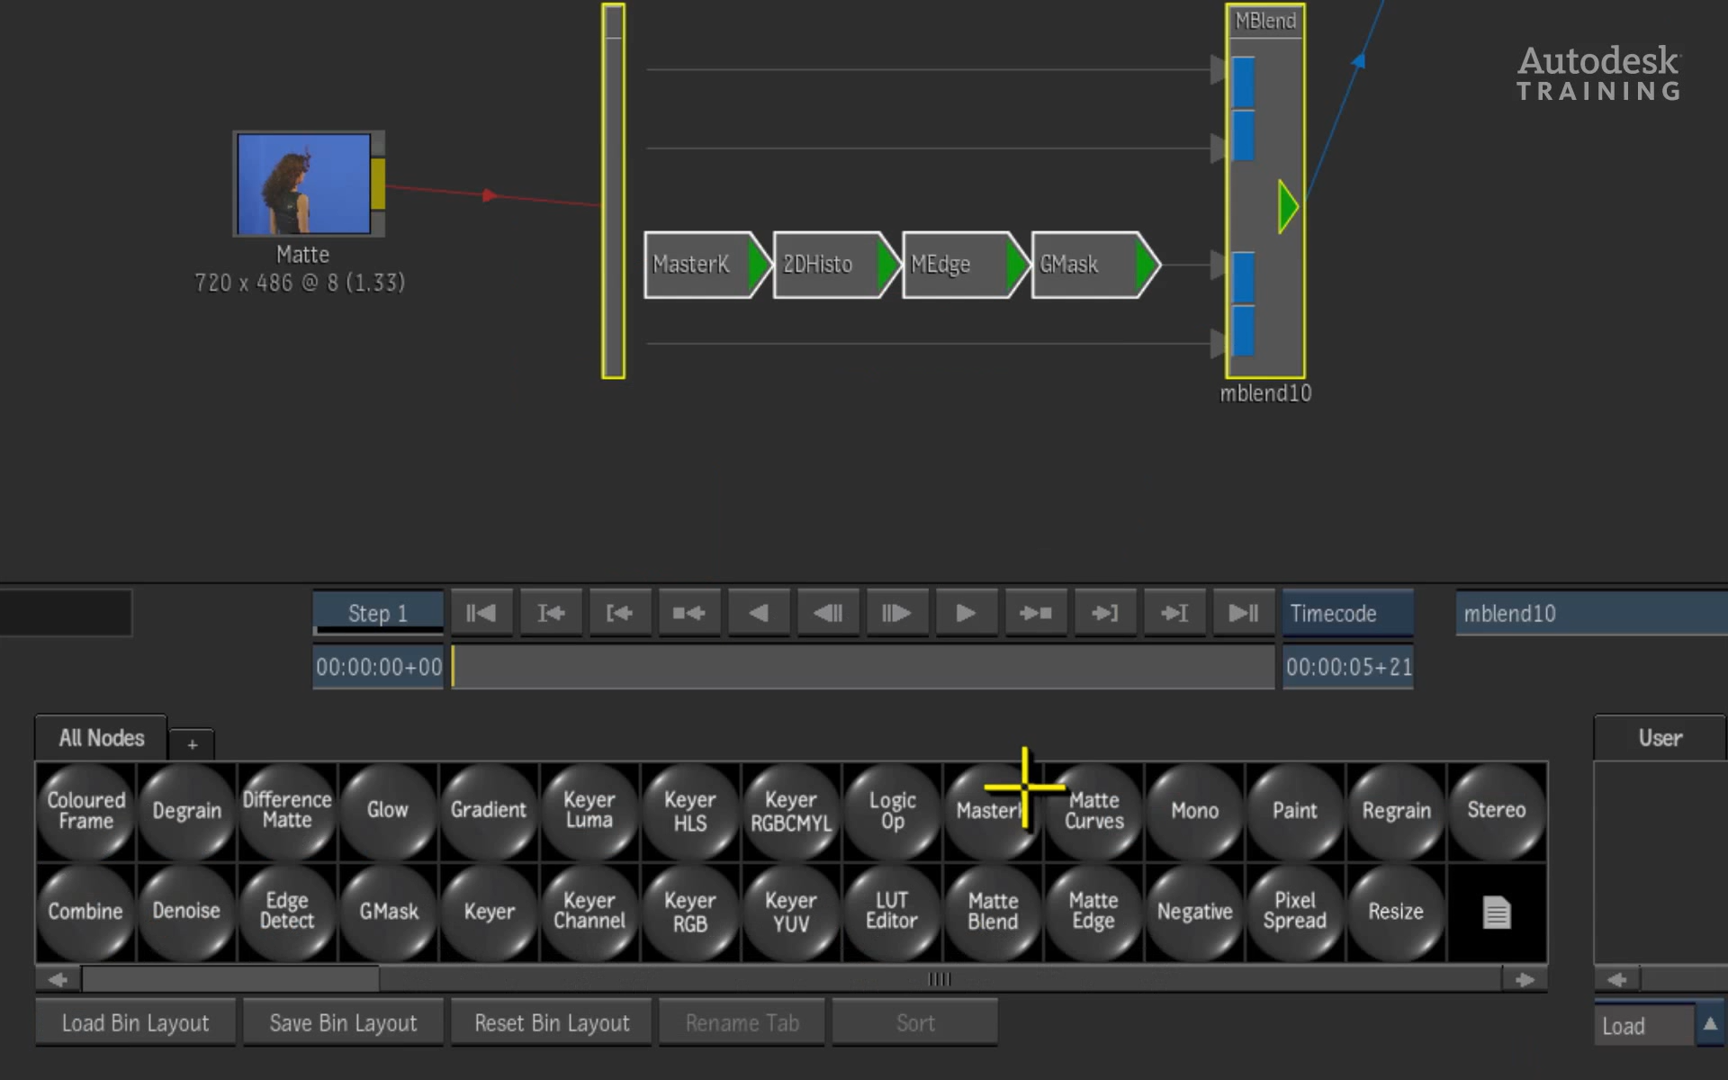 MBlend
Autodesk
TRAINING
Matte
720 x 486 @ 8 (1.33)
MasterK
2DHisto
MEdge
GMask
mblend10
Step 1
Timecode
mblend10
00:00:00+00
00:00:05+21
All Nodes
+
User
Coloured
Frame
Degrain
Difference
Matte
Glow
Gradient
Keyer
Luma
Keyer
HLS
Keyer
RGBCMYL
Logic
Op
MasterK
Matte
Curves
Mono
Paint
Regrain
Stereo
Combine
Denoise
Edge
Detect
GMask
Keyer
Keyer
Channel
Keyer
RGB
Keyer
YUV
LUT
Editor
Matte
Blend
Matte
Edge
Negative
Pixel
Spread
Resize
Load Bin Layout
Save Bin Layout
Reset Bin Layout
Rename Tab
Sort
Load